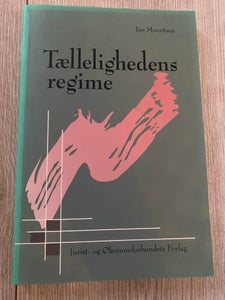 Jan Mouritsen
Tællelighedens
regime
Jurist- og Økonomforbundets Forlag